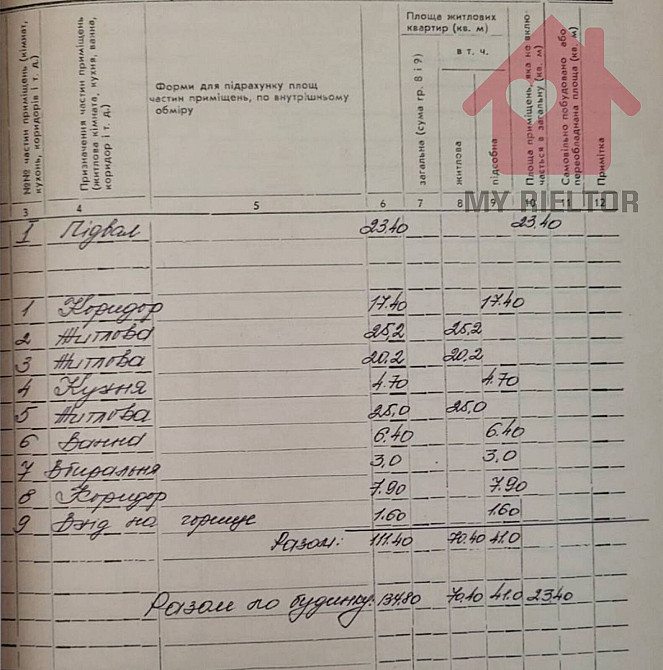 №№ частин приміщень (кімнат, кухонь, коридорів і т. д.)
Призначення частин приміщень (житлова кімната, кухня, ванна, коридор і т. д.)
Форми для підрахунку площ
частин приміщень, по внутрішньому
обміру
Площа житлових
квартир (кв. м)
загальна (сума гр. 8 і 9)
в т. ч.
житлова
підсобна
Площа приміщень, яка не включається в загальну (кв. м)
Самовільно побудовано або переобладнана площа (кв. м)
Примітка
MY RIELTOR
3 4 5 6 7 8 9 10 11 12
I Підвал 23.40 23.40
1 Коридор 17.40 17.40
2 Житлова 25,2 25,2
3 Житлова 20.2 20.2
4 Кухня 4.70 4.70
5 Житлова 25,0 25,0
6 Ванна 6.40 6.40
7 Вбиральня 3,0 3,0
8 Коридор 7.90 7.90
9 Вхід на горище 1.60 1.60
Разом: 111.40 70.40 41.0
Разом по будинку: 134.80 70.40 41.0 23.40